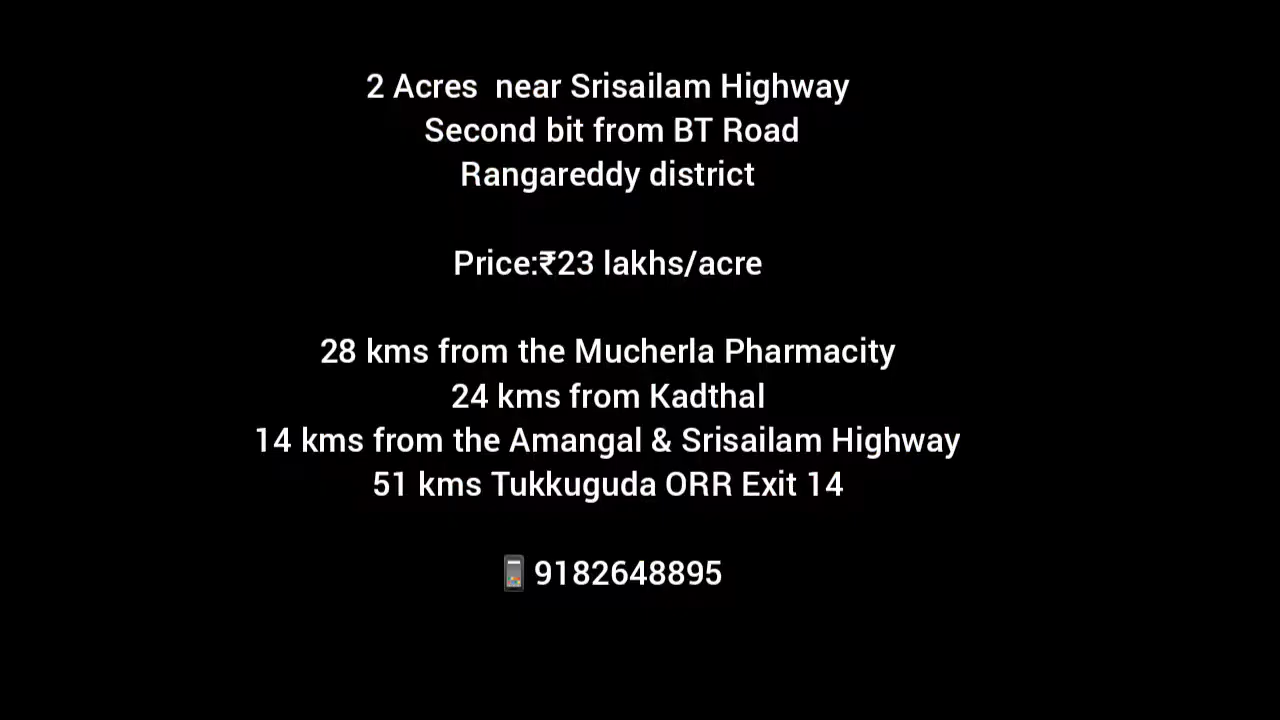 2 Acres  near Srisailam Highway
Second bit from BT Road
Rangareddy district
Price:₹23 lakhs/acre
28 kms from the Mucherla Pharmacity
24 kms from Kadthal
14 kms from the Amangal & Srisailam Highway
51 kms Tukkuguda ORR Exit 14
📱9182648895